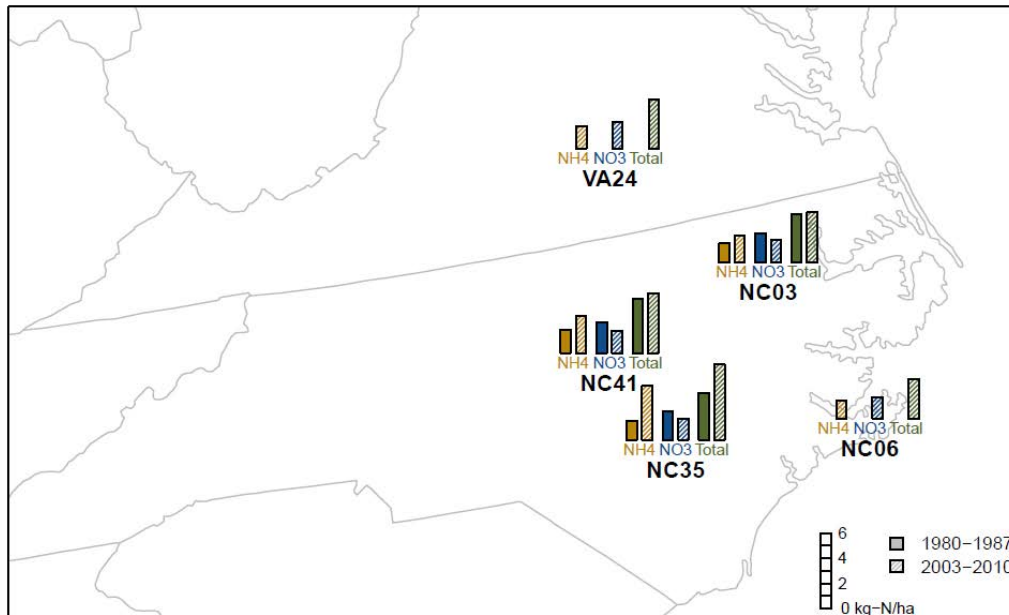 NH4 NO3 Total
VA24
NH4 NO3 Total
NC03
NH4 NO3 Total
NC41
NH4 NO3 Total
NC35
NH4 NO3 Total
NC06
6
4
2
0 kg-N/ha
1980-1987
2003-2010